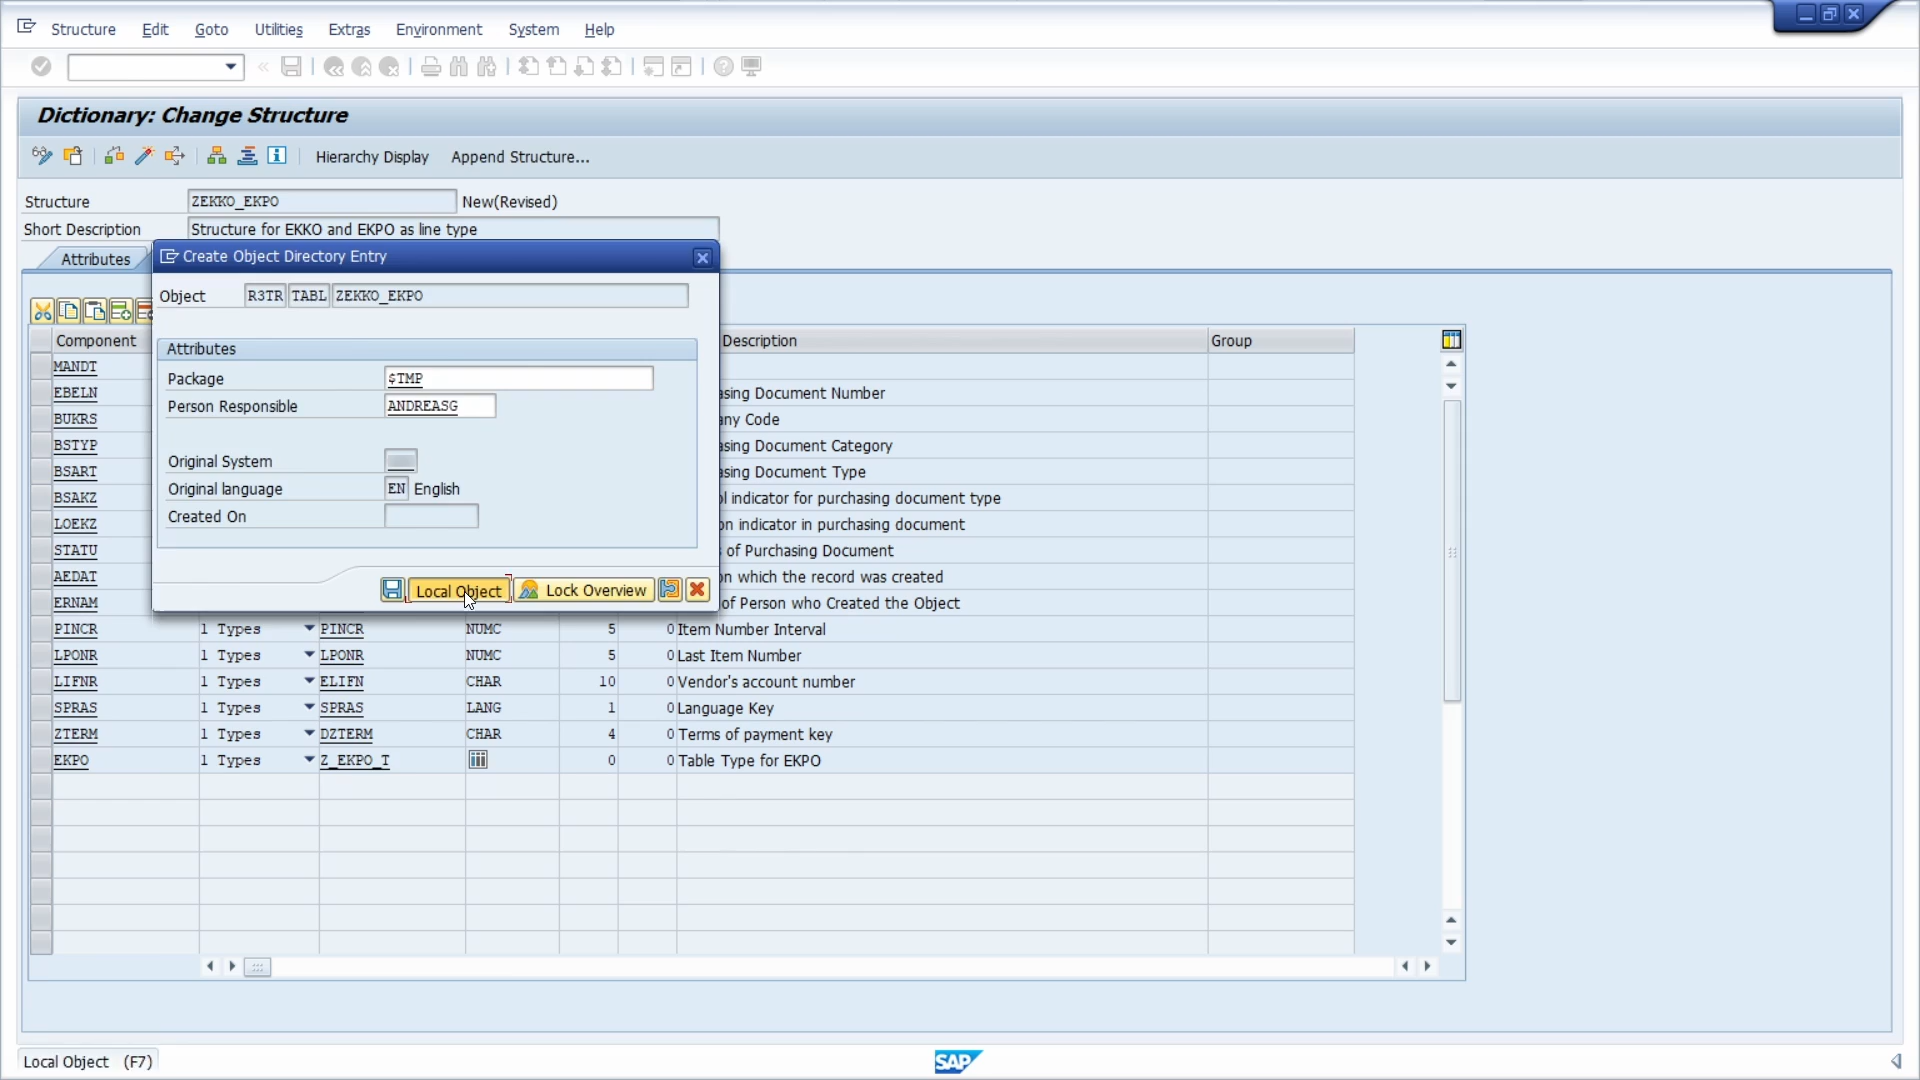 Structure Edit Goto Utilities Extras Environment System Help
Dictionary: Change Structure
Hierarchy Display Append Structure...
Structure ZEKKO_EKPO New(Revised)
Short Description Structure for EKKO and EKPO as line type
Attributes
Create Object Directory Entry
Object R3TR TABL ZEKKO_EKPO
Attributes
Package $TMP
Person Responsible ANDREASG
Original System
Original language EN English
Created On
Local Object Lock Overview
Component Description Group
MANDT
EBELN asing Document Number
BUKRS any Code
BSTYP asing Document Category
BSART asing Document Type
BSAKZ ol indicator for purchasing document type
LOEKZ on indicator in purchasing document
STATU s of Purchasing Document
AEDAT on which the record was created
ERNAM of Person who Created the Object
PINCR 1 Types PINCR NUMC 5 0 Item Number Interval
LPONR 1 Types LPONR NUMC 5 0 Last Item Number
LIFNR 1 Types ELIFN CHAR 10 0 Vendor's account number
SPRAS 1 Types SPRAS LANG 1 0 Language Key
ZTERM 1 Types DZTERM CHAR 4 0 Terms of payment key
EKPO 1 Types Z_EKPO_T 0 0 Table Type for EKPO
Local Object (F7)
SAP